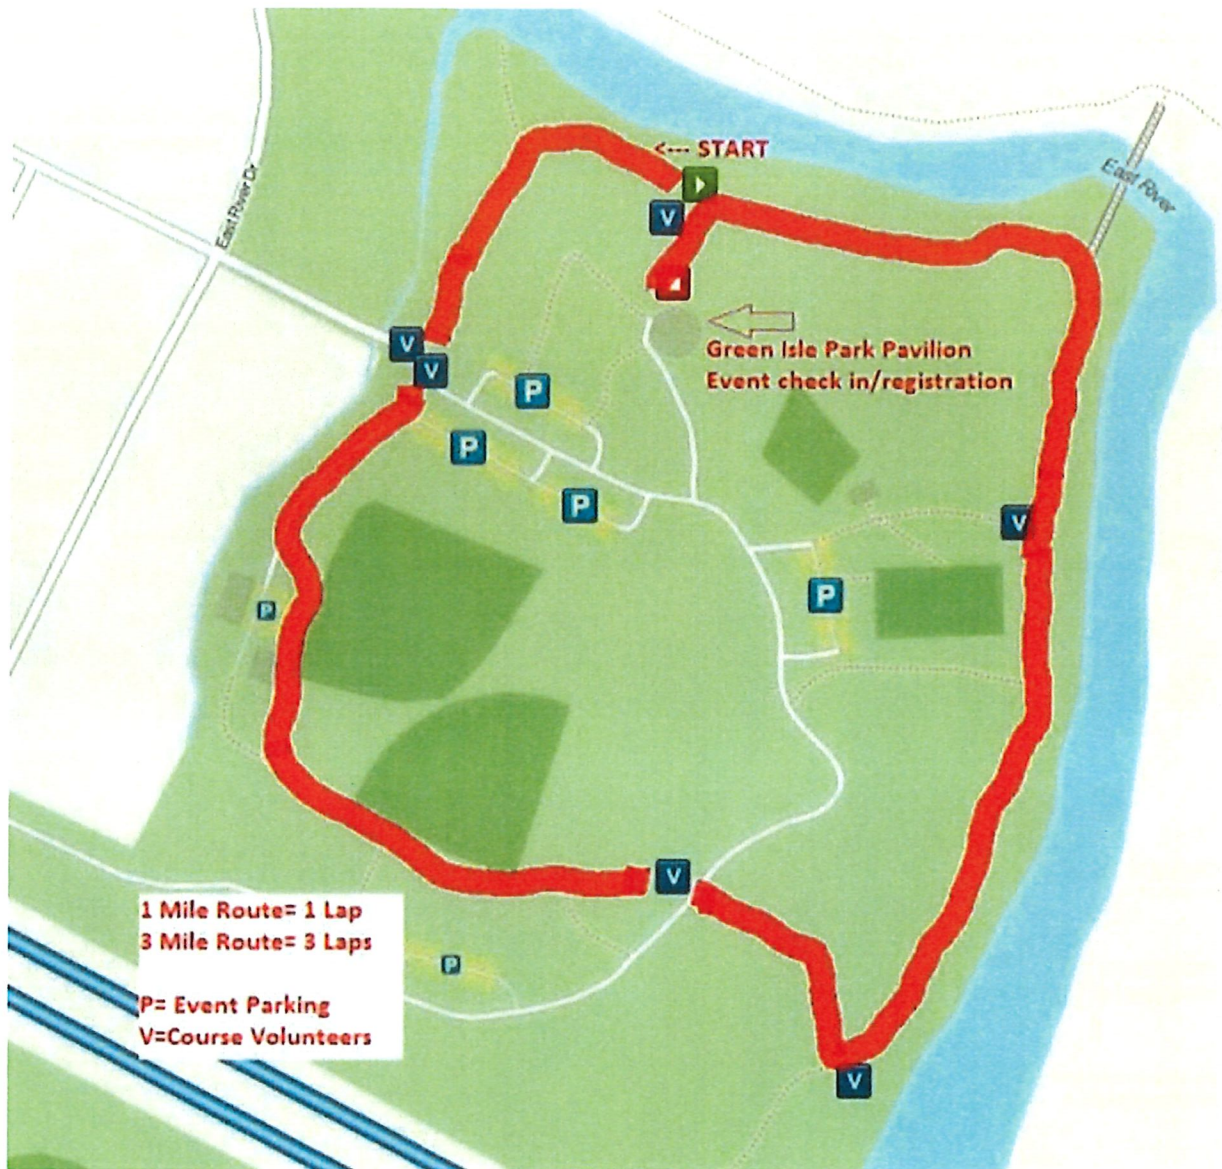 <--- START
East River
East River Dr
V
V
V
Green Isle Park Pavilion
Event check in/registration
P
P
P
V
P
P
V
1 Mile Route= 1 Lap
3 Mile Route= 3 Laps
P
P= Event Parking
V=Course Volunteers
V